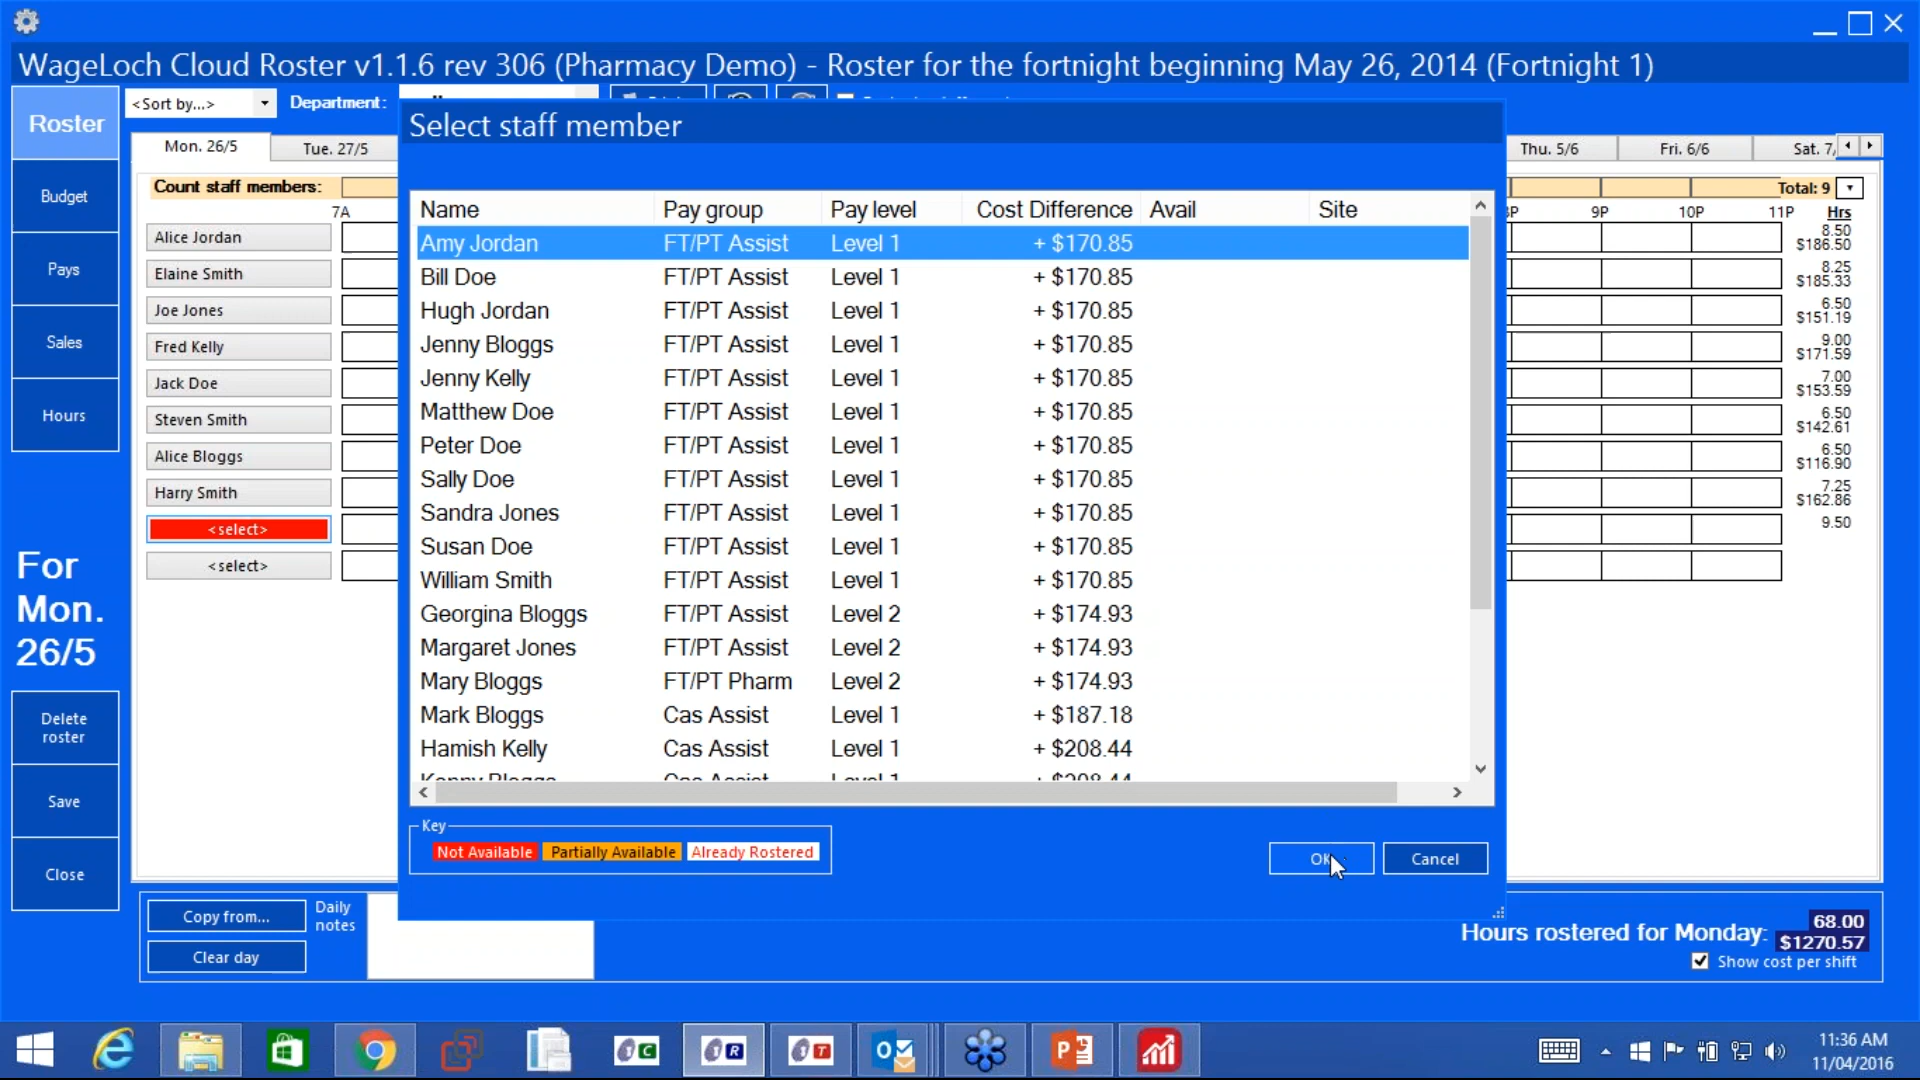 WageLoch Cloud Roster v1.1.6 rev 306 (Pharmacy Demo) - Roster for the fortnight beginning May 26, 2014 (Fortnight 1)
Roster
Budget
Pays
Sales
Hours
For
Mon.
26/5
Delete
roster
Save
Close
<Sort by...>
Department:
Mon. 26/5
Tue. 27/5
Thu. 5/6
Fri. 6/6
Sat. 7/
Count staff members:
Total: 9
7A
9P
10P
11P
Hrs
Alice Jordan
8.50
$186.50
Elaine Smith
8.25
$185.33
Joe Jones
6.50
$151.19
Fred Kelly
9.00
$171.59
Jack Doe
7.00
$153.59
Steven Smith
6.50
$142.61
Alice Bloggs
6.50
$116.90
Harry Smith
7.25
$162.86
<select>
9.50
<select>
Select staff member
Name Pay group Pay level Cost Difference Avail Site
Amy Jordan FT/PT Assist Level 1 + $170.85
Bill Doe FT/PT Assist Level 1 + $170.85
Hugh Jordan FT/PT Assist Level 1 + $170.85
Jenny Bloggs FT/PT Assist Level 1 + $170.85
Jenny Kelly FT/PT Assist Level 1 + $170.85
Matthew Doe FT/PT Assist Level 1 + $170.85
Peter Doe FT/PT Assist Level 1 + $170.85
Sally Doe FT/PT Assist Level 1 + $170.85
Sandra Jones FT/PT Assist Level 1 + $170.85
Susan Doe FT/PT Assist Level 1 + $170.85
William Smith FT/PT Assist Level 1 + $170.85
Georgina Bloggs FT/PT Assist Level 2 + $174.93
Margaret Jones FT/PT Assist Level 2 + $174.93
Mary Bloggs FT/PT Pharm Level 2 + $174.93
Mark Bloggs Cas Assist Level 1 + $187.18
Hamish Kelly Cas Assist Level 1 + $208.44
Kenny Bloggs Cas Assist Level 1 + $208.44
Key
Not Available Partially Available Already Rostered
OK
Cancel
Copy from...
Clear day
Daily
notes
Hours rostered for Monday:
68.00
$1270.57
Show cost per shift
11:36 AM
11/04/2016